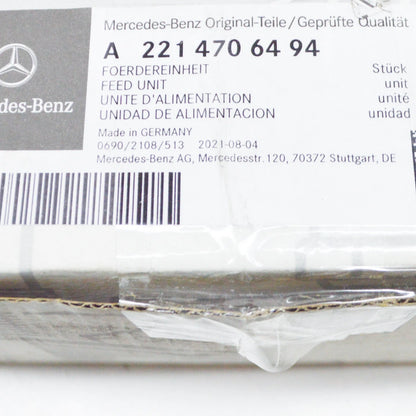 Mercedes-Benz Original-Teile/Geprüfte Qualität
A 221 470 64 94
FOERDEREINHEIT Stück
FEED UNIT unit
UNITE D'ALIMENTATION unité
UNIDAD DE ALIMENTACION unidad
Made in GERMANY
0690/2108/513 2021-08-04
Mercedes-Benz AG, Mercedesstr.120, 70372 Stuttgart, DE
des-Benz